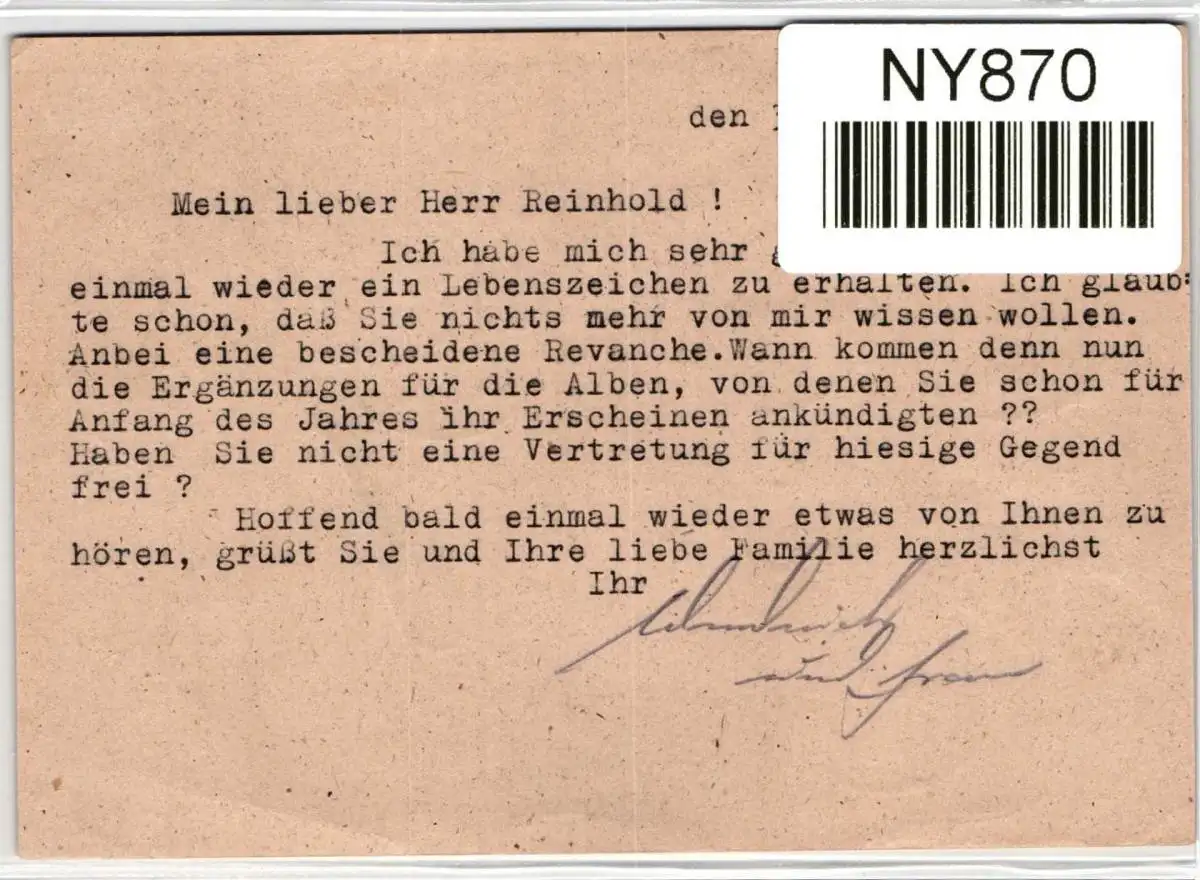 NY870
den
Mein lieber Herr Reinhold !
Ich habe mich sehr
einmal wieder ein Lebenszeichen zu erhalten. Ich glaub=
te schon, daß Sie nichts mehr von mir wissen wollen.
Anbei eine bescheidene Revanche.Wann kommen denn nun
die Ergänzungen für die Alben, von denen Sie schon für
Anfang des Jahres ihr Erscheinen ankündigten ??
Haben Sie nicht eine Vertretung für hiesige Gegend
frei ?
Hoffend bald einmal wieder etwas von Ihnen zu
hören, grüßt Sie und Ihre liebe Familie herzlichst
Ihr
und Frau